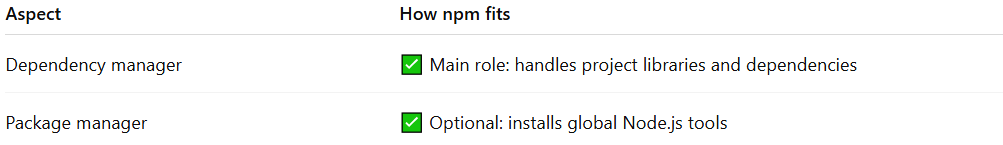 Aspect How npm fits
Dependency manager ✅ Main role: handles project libraries and dependencies
Package manager ✅ Optional: installs global Node.js tools